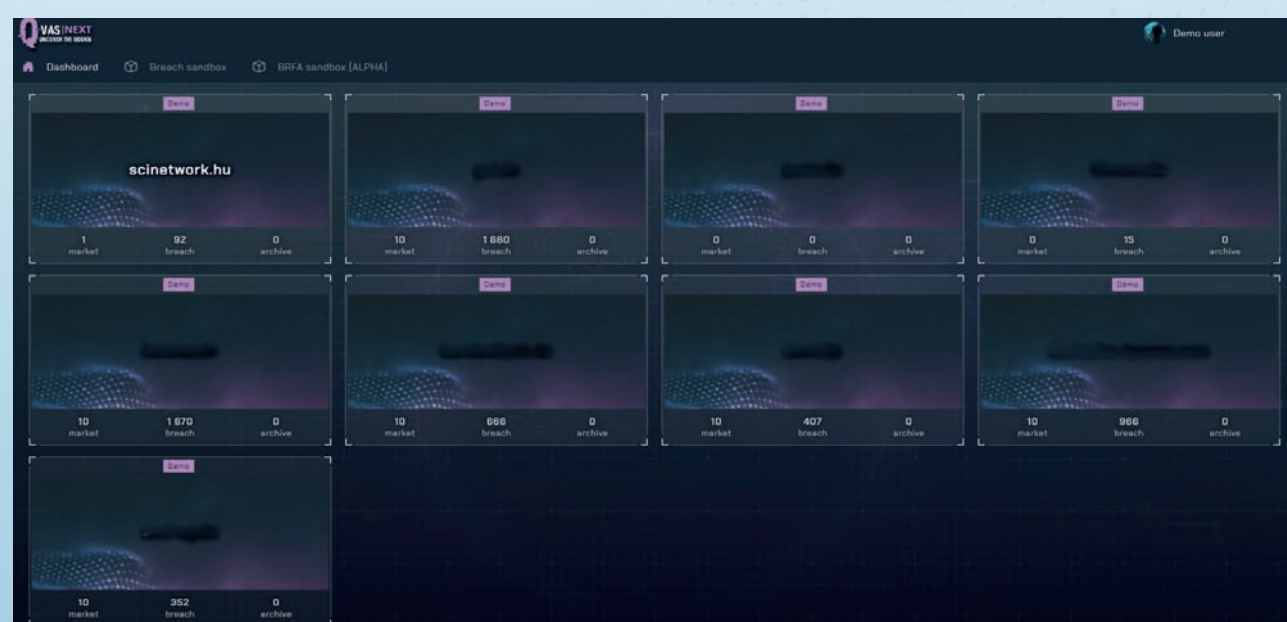 QVAS|NEXT
UNCOVER THE HIDDEN
Demo user
Dashboard Breach sandbox BRFA sandbox [ALPHA]
Demo Demo Demo Demo
scinetwork.hu
1 92 0 10 1 680 0 0 0 0 0 15 0
market breach archive market breach archive market breach archive market breach archive
Demo Demo Demo Demo
10 1 670 0 10 666 0 10 407 0 10 966 0
market breach archive market breach archive market breach archive market breach archive
Demo
10 352 0
market breach archive